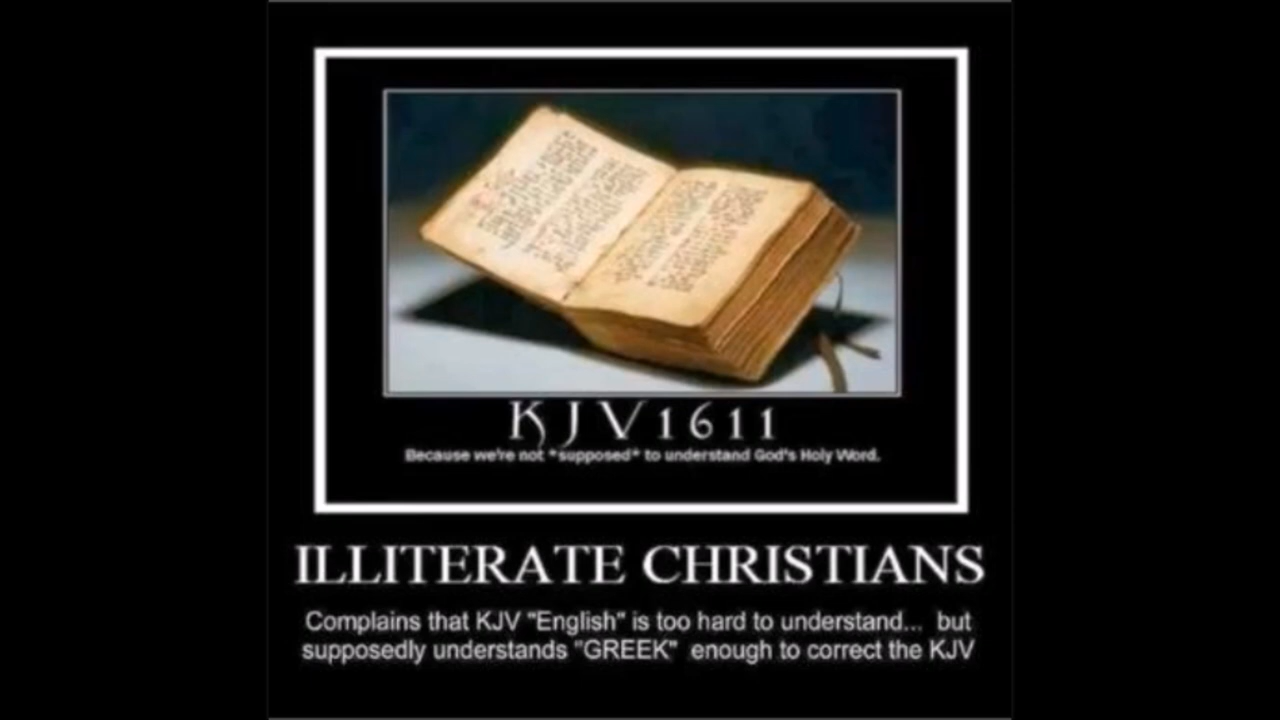 KJV1611
Because we're not *supposed* to understand God's Holy Word.
ILLITERATE CHRISTIANS
Complains that KJV "English" is too hard to understand... but
supposedly understands "GREEK" enough to correct the KJV